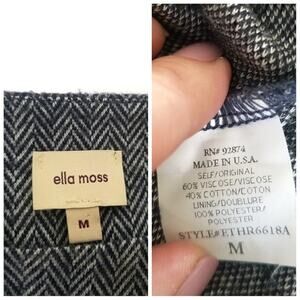 ella moss
M
RN# 92874
MADE IN U.S.A.
SELF/ORIGINAL
60% VISCOSE/VISCOSE
40% COTTON/COTON
LINING/DOUBLURE
100% POLYESTER/
POLYESTER
STYLE#ETHR6618A
M